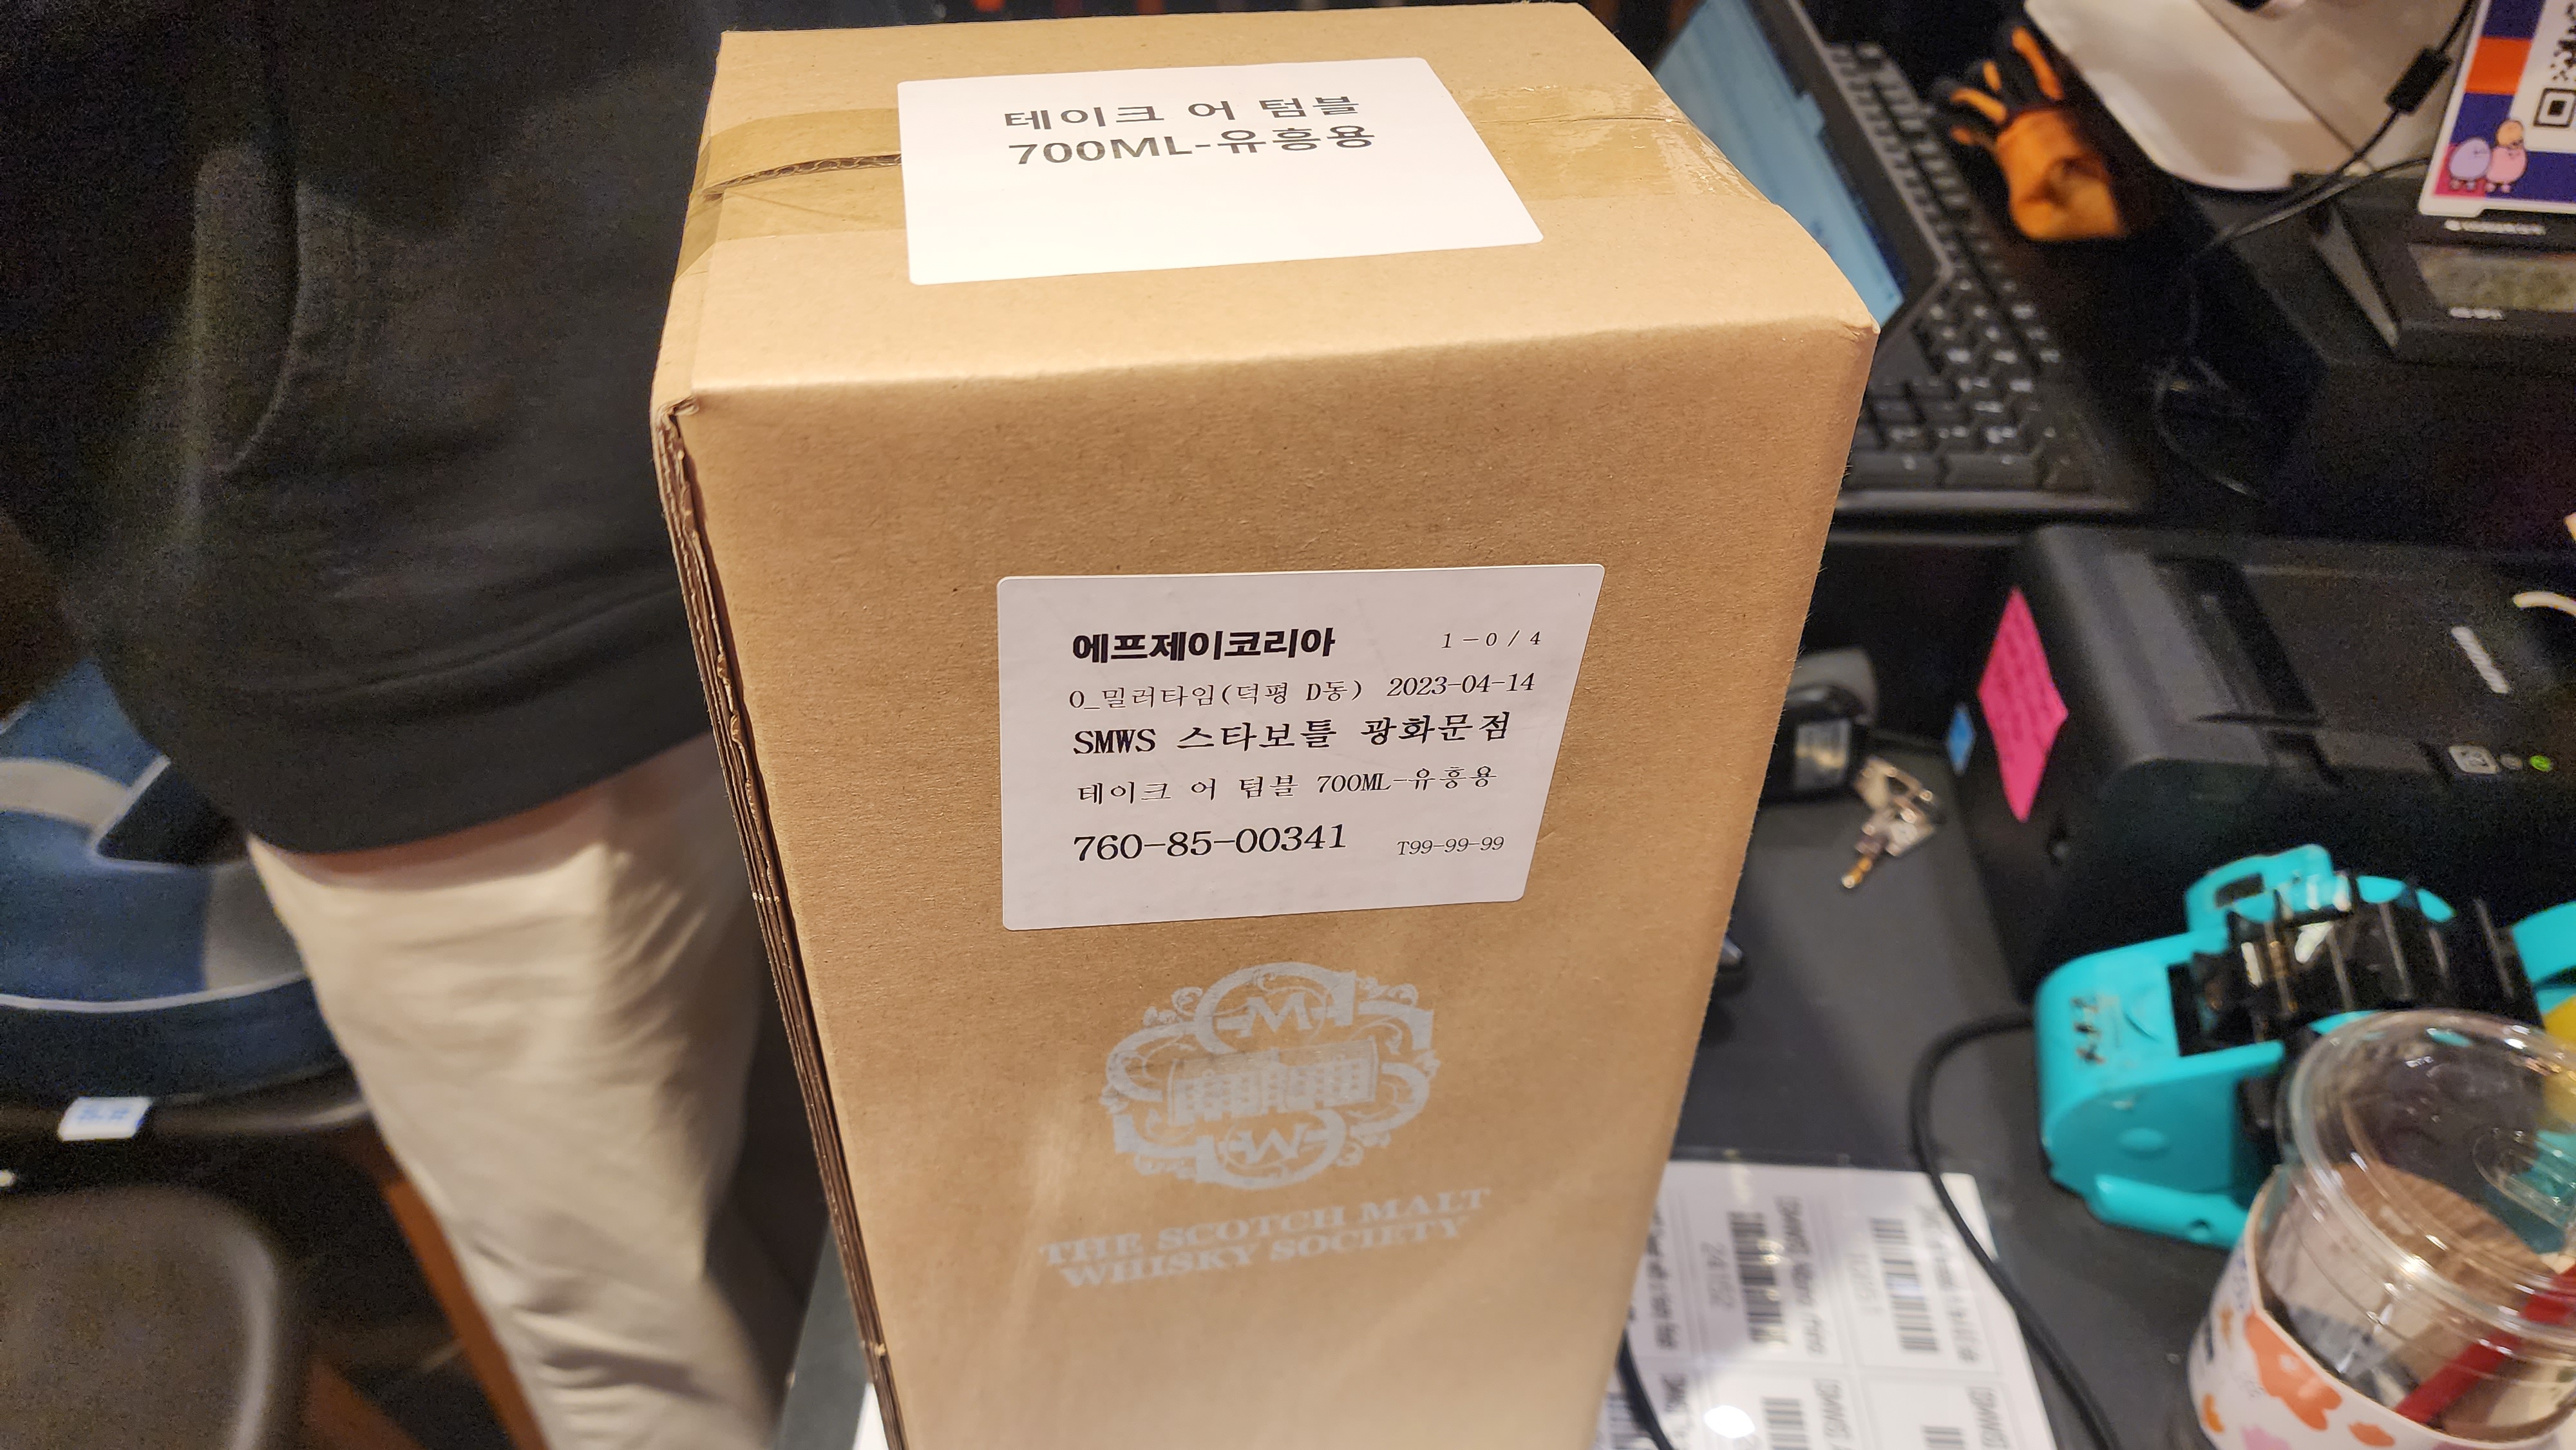 테이크 어 텀블
700ML-유흥용
에프제이코리아 1-0/4
0_밀러타임(덕평 D동) 2023-04-14
SMWS 스타보틀 광화문점
테이크 어 텀블 700ML-유흥용
760-85-00341 T99-99-99
M
W
THE SCOTCH MALT
WHISKY SOCIETY